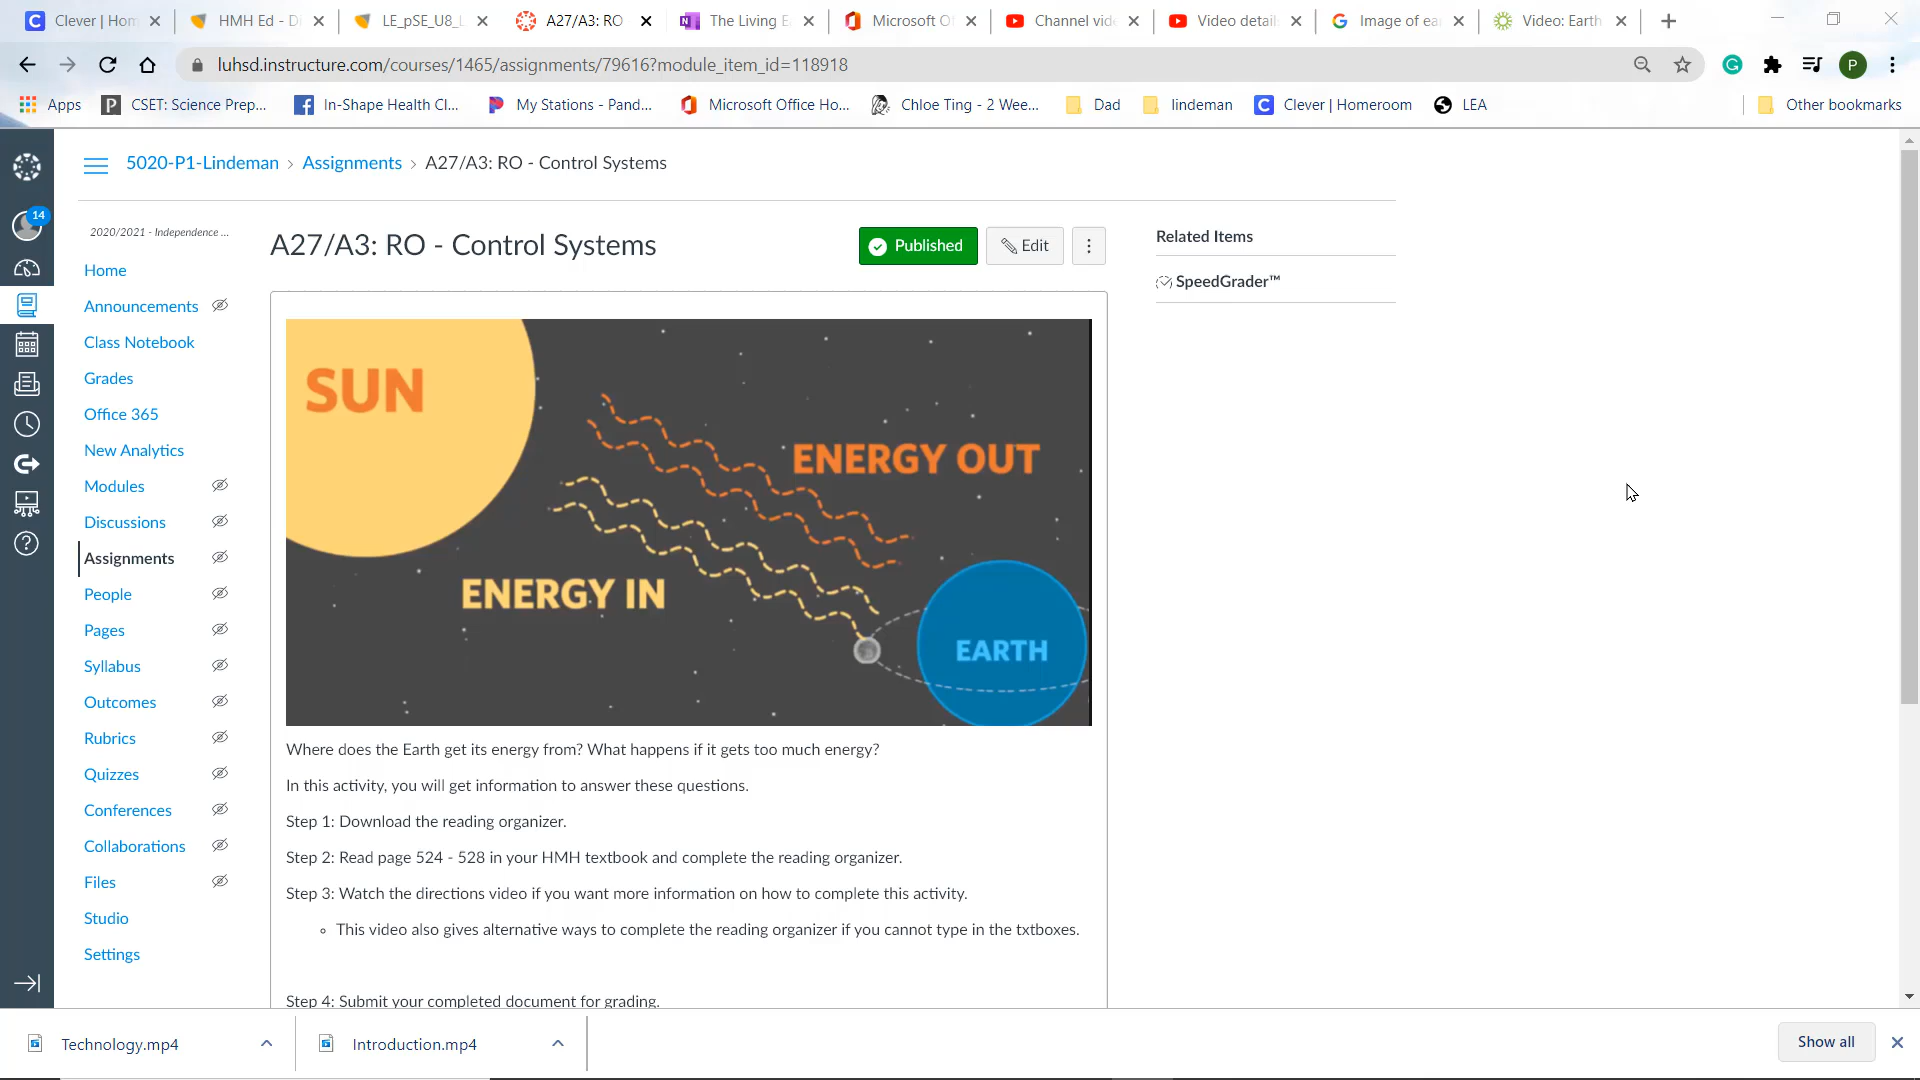 Clever | Hom
HMH Ed - Di
LE_pSE_U8_L
A27/A3: RO
The Living E
Microsoft O
Channel vide
Video detail
Image of ea
Video: Earth
luhsd.instructure.com/courses/1465/assignments/79616?module_item_id=118918
P
Apps
CSET: Science Prep...
In-Shape Health Cl...
My Stations - Pand...
Microsoft Office Ho...
Chloe Ting - 2 Wee...
Dad
lindeman
Clever | Homeroom
LEA
Other bookmarks
14
5020-P1-Lindeman › Assignments › A27/A3: RO - Control Systems
2020/2021 - Independence ...
Home
Announcements
Class Notebook
Grades
Office 365
New Analytics
Modules
Discussions
Assignments
People
Pages
Syllabus
Outcomes
Rubrics
Quizzes
Conferences
Collaborations
Files
Studio
Settings
A27/A3: RO - Control Systems
Published
Edit
Related Items
SpeedGrader™
SUN
ENERGY OUT
ENERGY IN
EARTH
Where does the Earth get its energy from? What happens if it gets too much energy?
In this activity, you will get information to answer these questions.
Step 1: Download the reading organizer.
Step 2: Read page 524 - 528 in your HMH textbook and complete the reading organizer.
Step 3: Watch the directions video if you want more information on how to complete this activity.
This video also gives alternative ways to complete the reading organizer if you cannot type in the txtboxes.
Step 4: Submit your completed document for grading.
Technology.mp4
Introduction.mp4
Show all